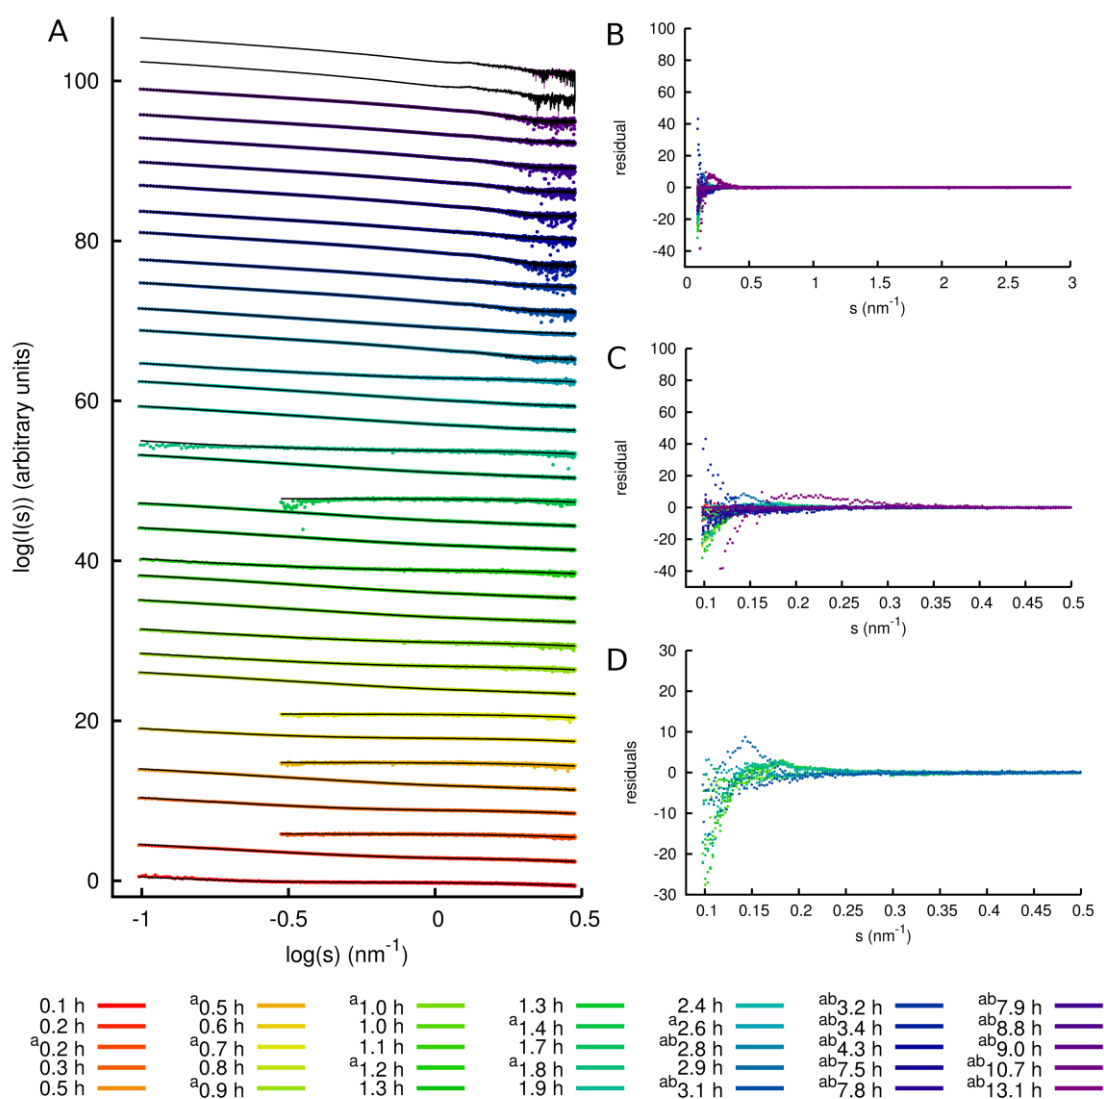 A
log(I(s)) (arbitrary units)
100
80
60
40
20
0
-1
-0.5
0
0.5
log(s) (nm-1)
B
residual
100
80
60
40
20
0
-20
-40
0
0.5
1
1.5
2
2.5
3
s (nm-1)
C
residual
100
80
60
40
20
0
-20
-40
0.1
0.15
0.2
0.25
0.3
0.35
0.4
0.45
0.5
s (nm-1)
D
residuals
30
20
10
0
-10
-20
-30
0.1
0.15
0.2
0.25
0.3
0.35
0.4
0.45
0.5
s (nm-1)
0.1 h
0.2 h
a0.2 h
0.3 h
0.5 h
a0.5 h
0.6 h
a0.7 h
0.8 h
a0.9 h
a1.0 h
1.0 h
1.1 h
a1.2 h
1.3 h
1.3 h
a1.4 h
1.7 h
a1.8 h
1.9 h
2.4 h
a2.6 h
ab2.8 h
2.9 h
ab3.1 h
ab3.2 h
ab3.4 h
ab4.3 h
ab7.5 h
ab7.8 h
ab7.9 h
ab8.8 h
ab9.0 h
ab10.7 h
ab13.1 h